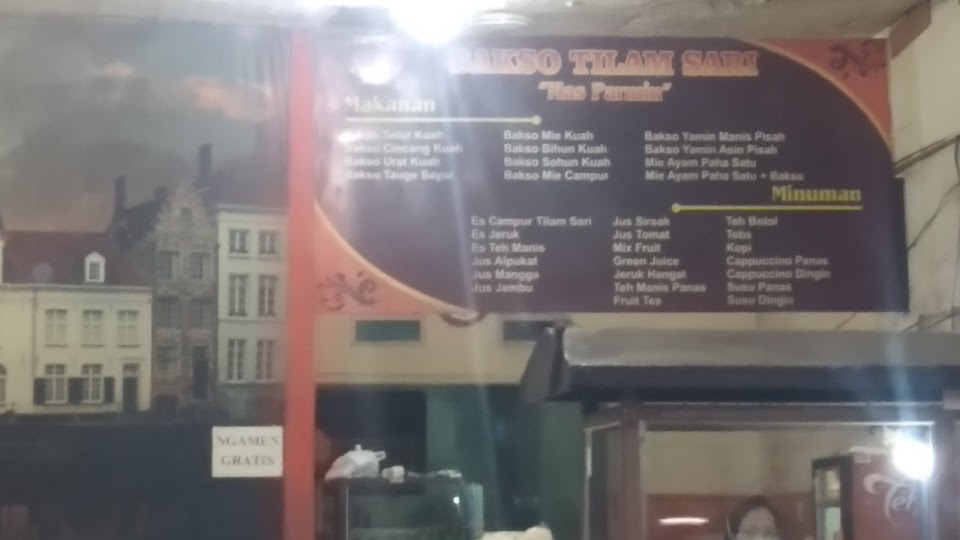 BAKSO TILAM SARI
"Mas Parmin"
Makanan
Bakso Telur Kuah
Bakso Cincang Kuah
Bakso Urat Kuah
Bakso Tauge Sayur
Bakso Mie Kuah
Bakso Bihun Kuah
Bakso Sohun Kuah
Bakso Mie Campur
Bakso Yamin Manis Pisah
Bakso Yamin Asin Pisah
Mie Ayam Paha Satu
Mie Ayam Paha Satu + Bakso
Minuman
Es Campur Tilam Sari
Es Jeruk
Es Teh Manis
Jus Alpukat
Jus Mangga
Jus Jambu
Jus Sirsak
Jus Tomat
Mix Fruit
Green Juice
Jeruk Hangat
Teh Manis Panas
Fruit Tea
Teh Botol
Tebs
Kopi
Cappuccino Panas
Cappuccino Dingin
Susu Panas
Susu Dingin
NGAMEN
GRATIS
Teh